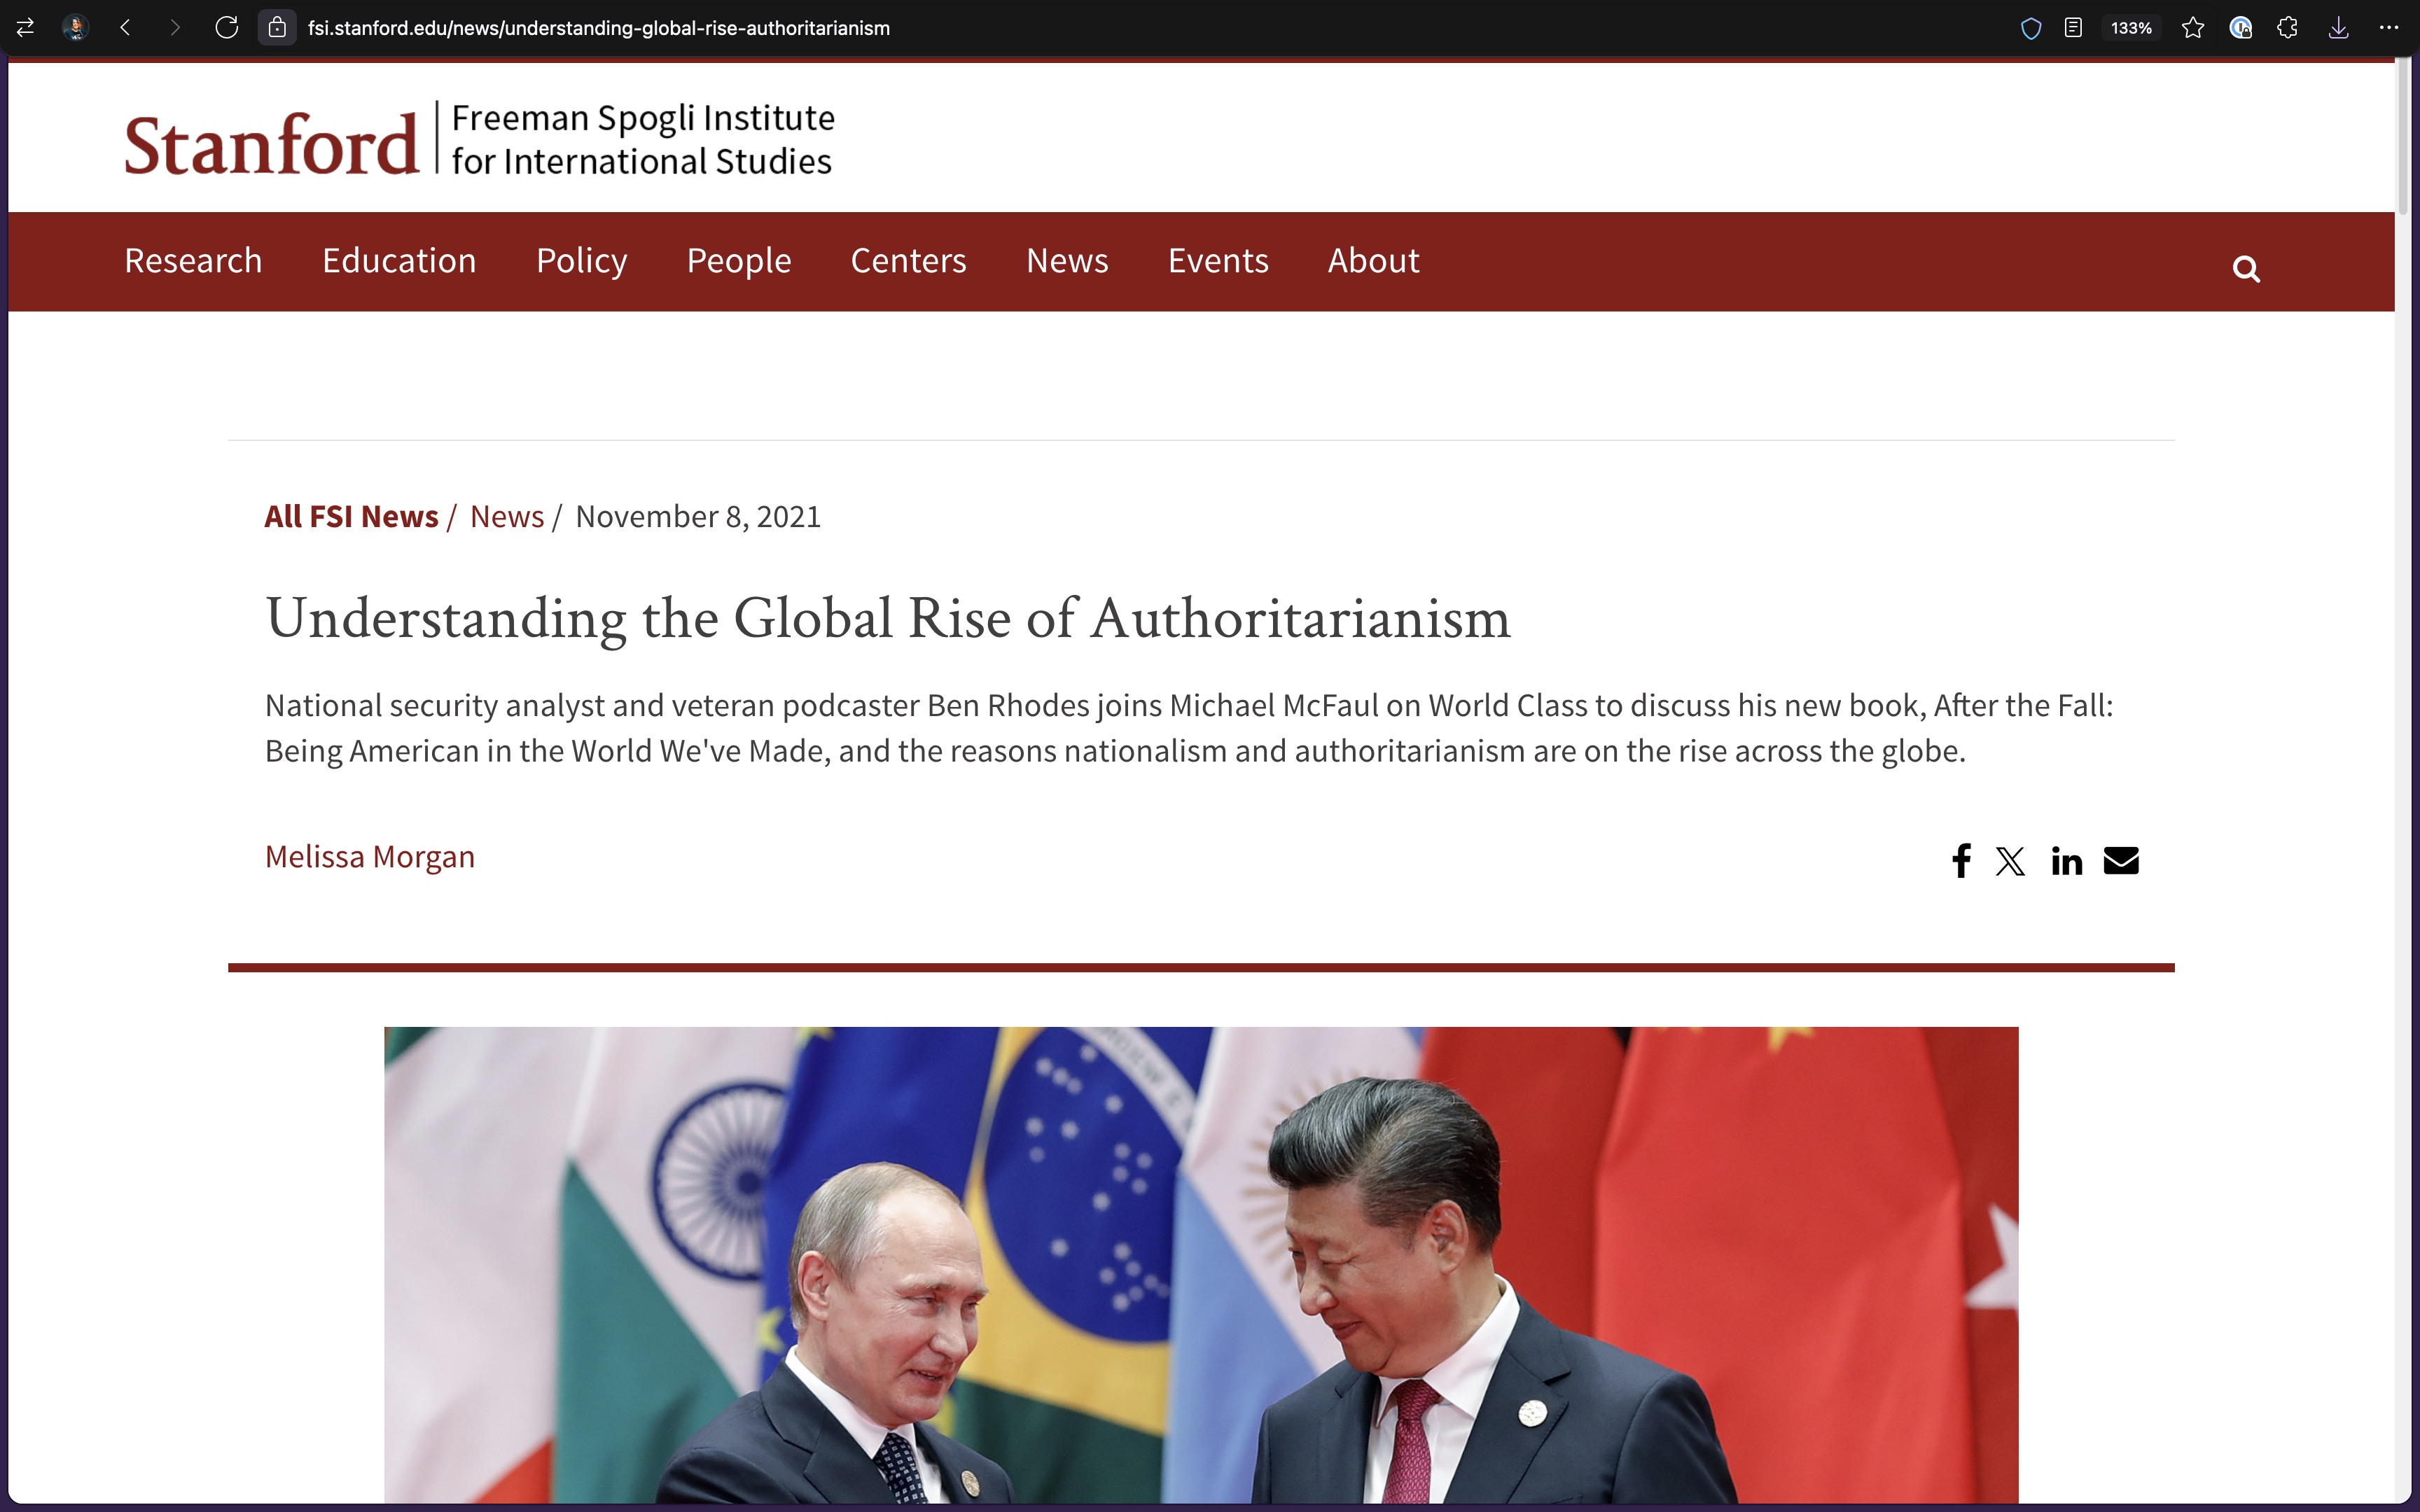 fsi.stanford.edu/news/understanding-global-rise-authoritarianism
133%
Stanford
Freeman Spogli Institute
for International Studies
Research Education Policy People Centers News Events About
All FSI News / News / November 8, 2021
Understanding the Global Rise of Authoritarianism
National security analyst and veteran podcaster Ben Rhodes joins Michael McFaul on World Class to discuss his new book, After the Fall:
Being American in the World We've Made, and the reasons nationalism and authoritarianism are on the rise across the globe.
Melissa Morgan